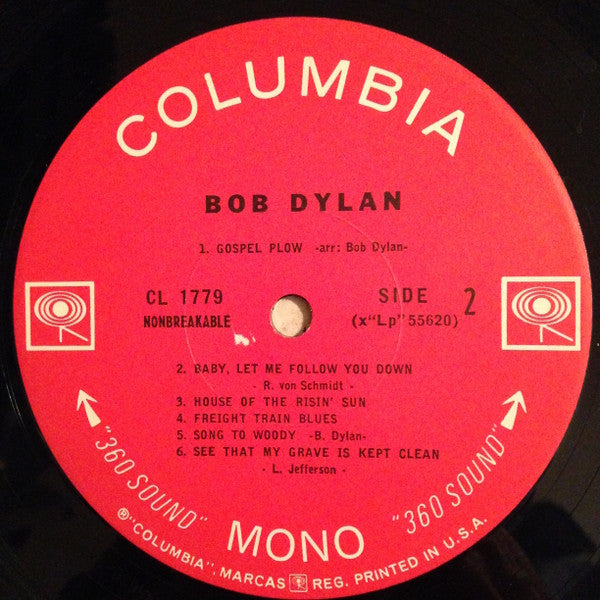 COLUMBIA
BOB DYLAN
1. GOSPEL PLOW -arr: Bob Dylan-
CL 1779
NONBREAKABLE
SIDE 2
(x"Lp" 55620)
2. BABY, LET ME FOLLOW YOU DOWN
- R. von Schmidt -
3. HOUSE OF THE RISIN' SUN
4. FREIGHT TRAIN BLUES
5. SONG TO WOODY -B. Dylan-
6. SEE THAT MY GRAVE IS KEPT CLEAN
- L. Jefferson -
"360 SOUND" MONO "360 SOUND"
®"COLUMBIA", MARCAS REG. PRINTED IN U.S.A.